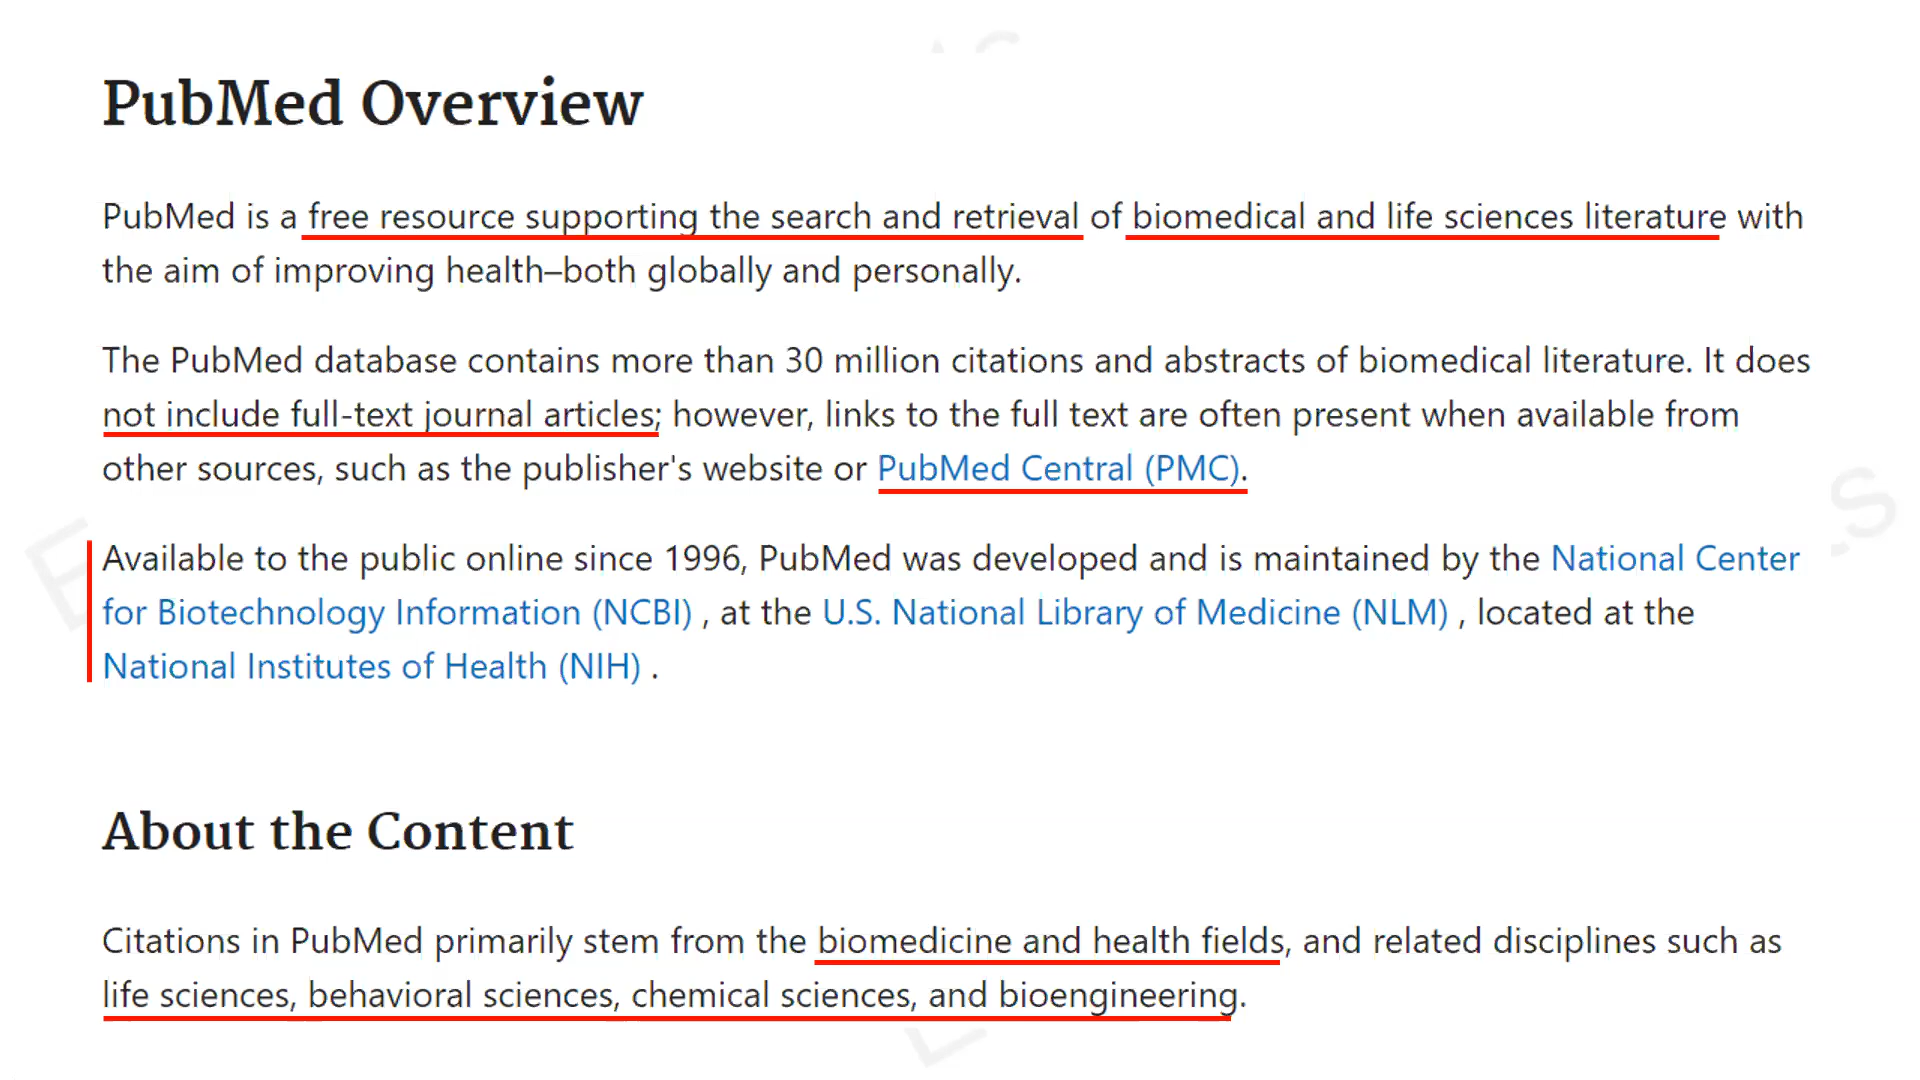 PubMed Overview
PubMed is a free resource supporting the search and retrieval of biomedical and life sciences literature with
the aim of improving health–both globally and personally.
The PubMed database contains more than 30 million citations and abstracts of biomedical literature. It does
not include full-text journal articles; however, links to the full text are often present when available from
other sources, such as the publisher's website or PubMed Central (PMC).
Available to the public online since 1996, PubMed was developed and is maintained by the National Center
for Biotechnology Information (NCBI) , at the U.S. National Library of Medicine (NLM) , located at the
National Institutes of Health (NIH) .
About the Content
Citations in PubMed primarily stem from the biomedicine and health fields, and related disciplines such as
life sciences, behavioral sciences, chemical sciences, and bioengineering.